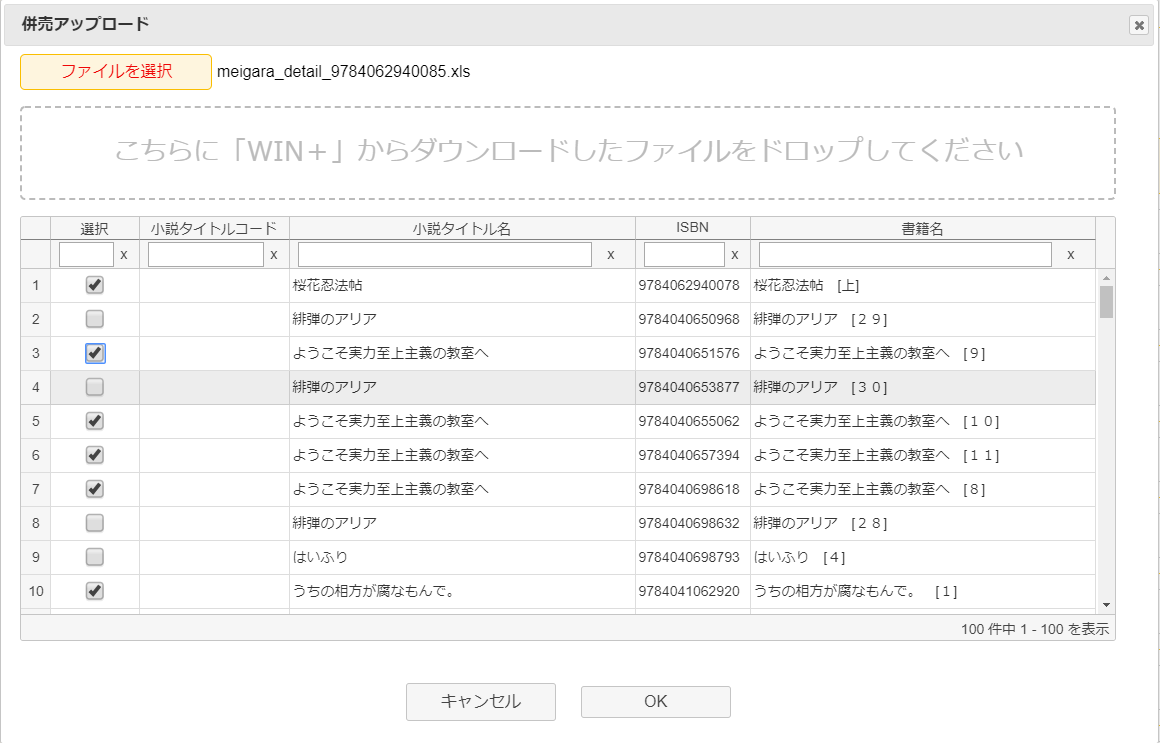 併売アップロード
ファイルを選択 meigara_detail_9784062940085.xls
こちらに「WIN＋」からダウンロードしたファイルをドロップしてください
選択 小説タイトルコード 小説タイトル名 ISBN 書籍名
x x x x x
1 桜花忍法帖 9784062940078 桜花忍法帖　[上]
2 緋弾のアリア 9784040650968 緋弾のアリア　[２９]
3 ようこそ実力至上主義の教室へ 9784040651576 ようこそ実力至上主義の教室へ　[９]
4 緋弾のアリア 9784040653877 緋弾のアリア　[３０]
5 ようこそ実力至上主義の教室へ 9784040655062 ようこそ実力至上主義の教室へ　[１０]
6 ようこそ実力至上主義の教室へ 9784040657394 ようこそ実力至上主義の教室へ　[１１]
7 ようこそ実力至上主義の教室へ 9784040698618 ようこそ実力至上主義の教室へ　[８]
8 緋弾のアリア 9784040698632 緋弾のアリア　[２８]
9 はいふり 9784040698793 はいふり　[４]
10 うちの相方が腐なもんで。 9784041062920 うちの相方が腐なもんで。　[１]
100 件中 1 - 100 を表示
キャンセル OK